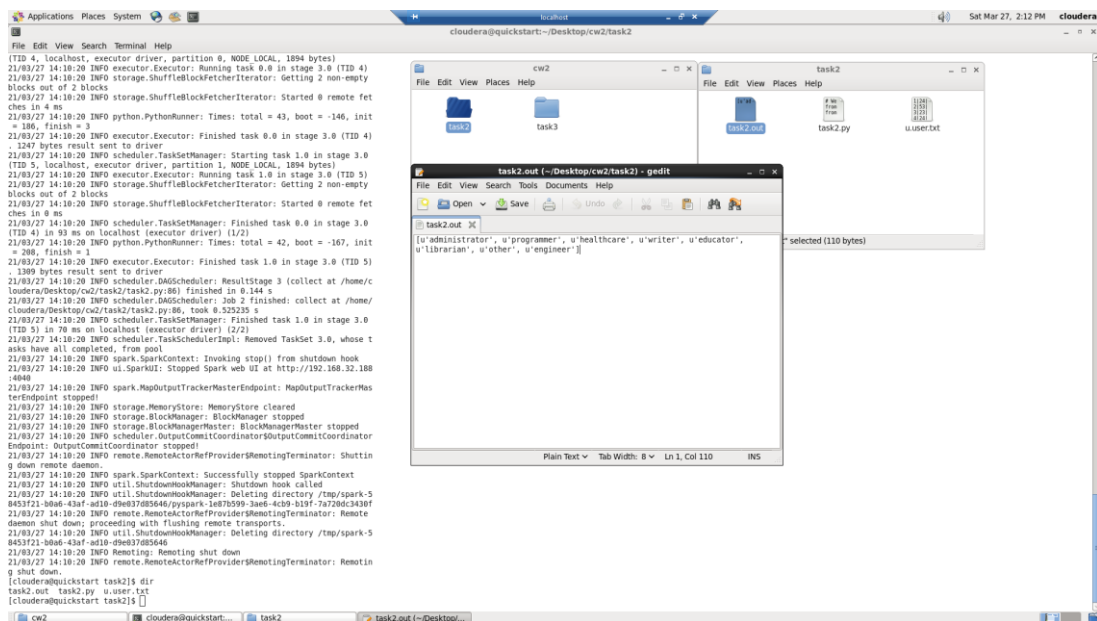 Applications Places System
localhost
Sat Mar 27, 2:12 PM cloudera
cloudera@quickstart:~/Desktop/cw2/task2
File Edit View Search Terminal Help
(TID 4, localhost, executor driver, partition 0, NODE_LOCAL, 1894 bytes)
21/03/27 14:10:20 INFO executor.Executor: Running task 0.0 in stage 3.0 (TID 4)
21/03/27 14:10:20 INFO storage.ShuffleBlockFetcherIterator: Getting 2 non-empty
blocks out of 2 blocks
21/03/27 14:10:20 INFO storage.ShuffleBlockFetcherIterator: Started 0 remote fet
ches in 4 ms
21/03/27 14:10:20 INFO python.PythonRunner: Times: total = 43, boot = -146, init
= 186, finish = 3
21/03/27 14:10:20 INFO executor.Executor: Finished task 0.0 in stage 3.0 (TID 4)
. 1247 bytes result sent to driver
21/03/27 14:10:20 INFO scheduler.TaskSetManager: Starting task 1.0 in stage 3.0
(TID 5, localhost, executor driver, partition 1, NODE_LOCAL, 1894 bytes)
21/03/27 14:10:20 INFO executor.Executor: Running task 1.0 in stage 3.0 (TID 5)
21/03/27 14:10:20 INFO storage.ShuffleBlockFetcherIterator: Getting 2 non-empty
blocks out of 2 blocks
21/03/27 14:10:20 INFO storage.ShuffleBlockFetcherIterator: Started 0 remote fet
ches in 0 ms
21/03/27 14:10:20 INFO scheduler.TaskSetManager: Finished task 0.0 in stage 3.0
(TID 4) in 93 ms on localhost (executor driver) (1/2)
21/03/27 14:10:20 INFO python.PythonRunner: Times: total = 42, boot = -167, init
= 208, finish = 1
21/03/27 14:10:20 INFO executor.Executor: Finished task 1.0 in stage 3.0 (TID 5)
. 1309 bytes result sent to driver
21/03/27 14:10:20 INFO scheduler.DAGScheduler: ResultStage 3 (collect at /home/c
loudera/Desktop/cw2/task2/task2.py:86) finished in 0.144 s
21/03/27 14:10:20 INFO scheduler.DAGScheduler: Job 2 finished: collect at /home/
cloudera/Desktop/cw2/task2/task2.py:86, took 0.525235 s
21/03/27 14:10:20 INFO scheduler.TaskSetManager: Finished task 1.0 in stage 3.0
(TID 5) in 70 ms on localhost (executor driver) (2/2)
21/03/27 14:10:20 INFO scheduler.TaskSchedulerImpl: Removed TaskSet 3.0, whose t
asks have all completed, from pool
21/03/27 14:10:20 INFO spark.SparkContext: Invoking stop() from shutdown hook
21/03/27 14:10:20 INFO ui.SparkUI: Stopped Spark web UI at http://192.168.32.188
:4040
21/03/27 14:10:20 INFO spark.MapOutputTrackerMasterEndpoint: MapOutputTrackerMas
terEndpoint stopped!
21/03/27 14:10:20 INFO storage.MemoryStore: MemoryStore cleared
21/03/27 14:10:20 INFO storage.BlockManager: BlockManager stopped
21/03/27 14:10:20 INFO storage.BlockManagerMaster: BlockManagerMaster stopped
21/03/27 14:10:20 INFO scheduler.OutputCommitCoordinator$OutputCommitCoordinator
Endpoint: OutputCommitCoordinator stopped!
21/03/27 14:10:20 INFO remote.RemoteActorRefProvider$RemotingTerminator: Shuttin
g down remote daemon.
21/03/27 14:10:20 INFO spark.SparkContext: Successfully stopped SparkContext
21/03/27 14:10:20 INFO util.ShutdownHookManager: Shutdown hook called
21/03/27 14:10:20 INFO util.ShutdownHookManager: Deleting directory /tmp/spark-5
8453f21-b0a6-43af-ad10-d9e037d85646/pyspark-1e87b599-3ae6-4cb9-b19f-7a720dc3430f
21/03/27 14:10:20 INFO remote.RemoteActorRefProvider$RemotingTerminator: Remote
daemon shut down; proceeding with flushing remote transports.
21/03/27 14:10:20 INFO util.ShutdownHookManager: Deleting directory /tmp/spark-5
8453f21-b0a6-43af-ad10-d9e037d85646
21/03/27 14:10:20 INFO Remoting: Remoting shut down
21/03/27 14:10:20 INFO remote.RemoteActorRefProvider$RemotingTerminator: Remotin
g shut down.
[cloudera@quickstart task2]$ dir
task2.out task2.py u.user.txt
[cloudera@quickstart task2]$
cw2
File Edit View Places Help
task2 task3
task2
File Edit View Places Help
task2.out task2.py u.user.txt
" selected (110 bytes)
task2.out (~/Desktop/cw2/task2) - gedit
File Edit View Search Tools Documents Help
Open Save Undo
task2.out
[u'administrator', u'programmer', u'healthcare', u'writer', u'educator',
u'librarian', u'other', u'engineer']
Plain Text Tab Width: 8 Ln 1, Col 110 INS
cw2 cloudera@quickstart:... task2 task2.out (~/Desktop/...